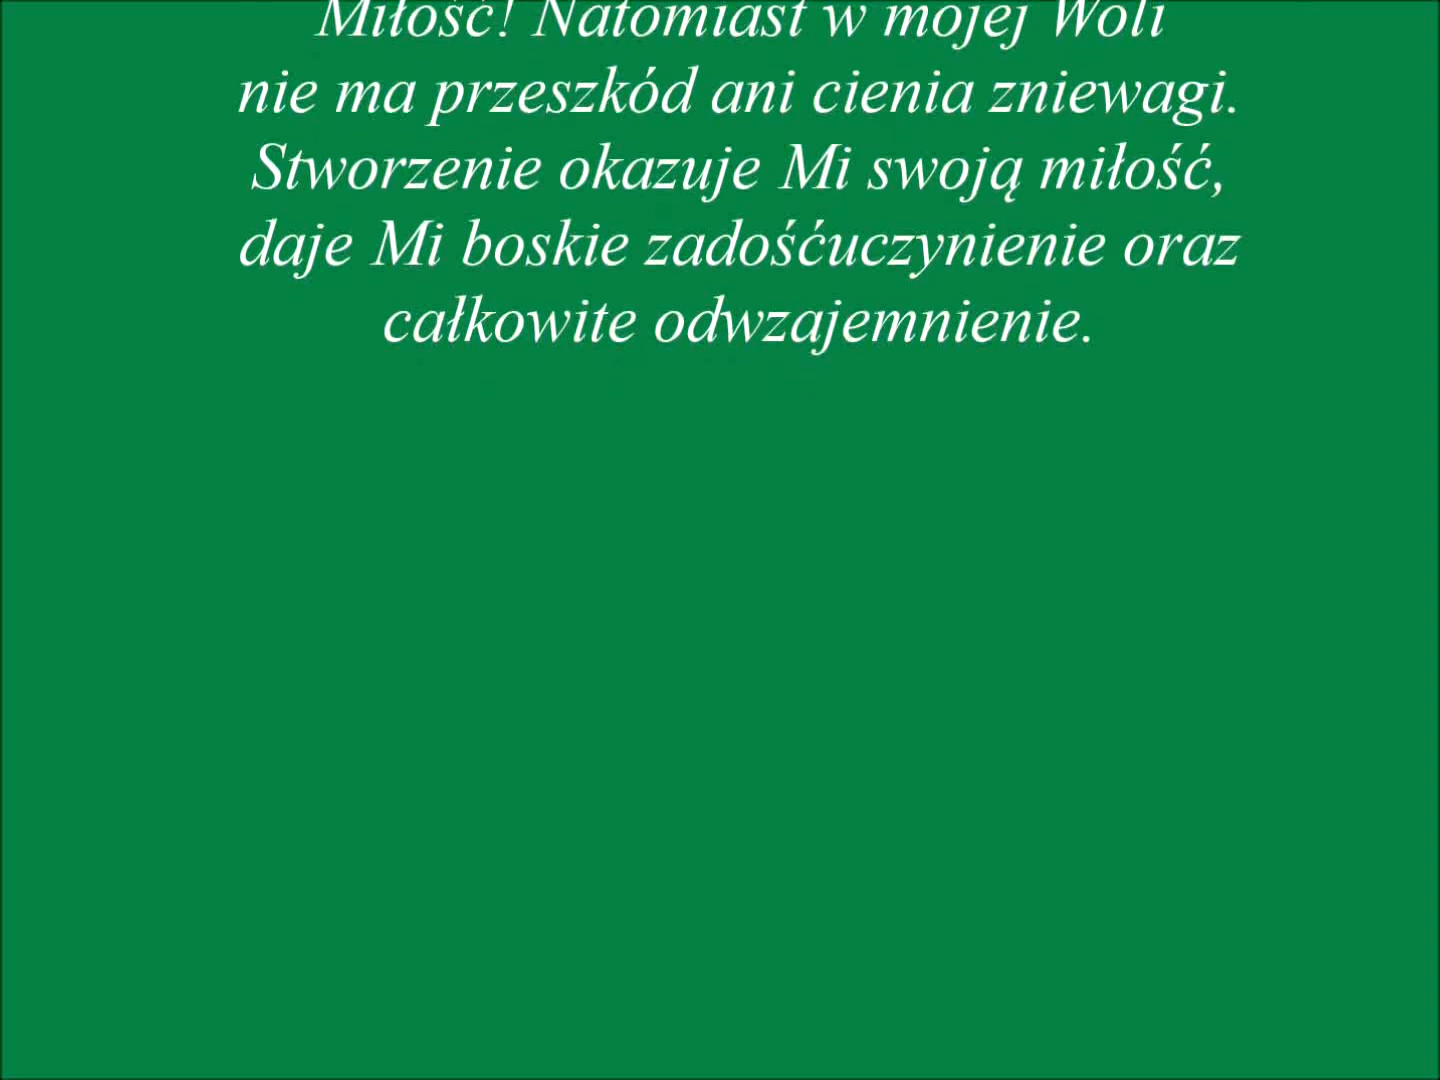 Miłość! Natomiast w mojej Woli
nie ma przeszkód ani cienia zniewagi.
Stworzenie okazuje Mi swoją miłość,
daje Mi boskie zadośćuczynienie oraz
całkowite odwzajemnienie.